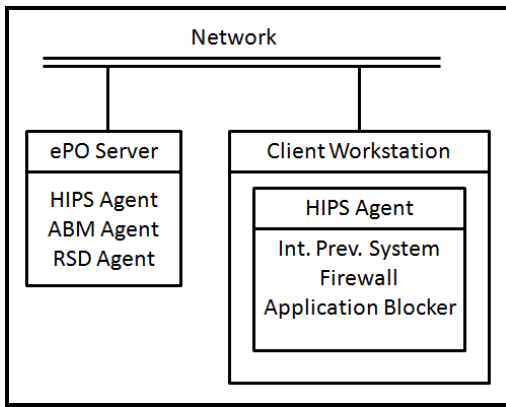 Network
ePO Server
HIPS Agent
ABM Agent
RSD Agent
Client Workstation
HIPS Agent
Int. Prev. System
Firewall
Application Blocker